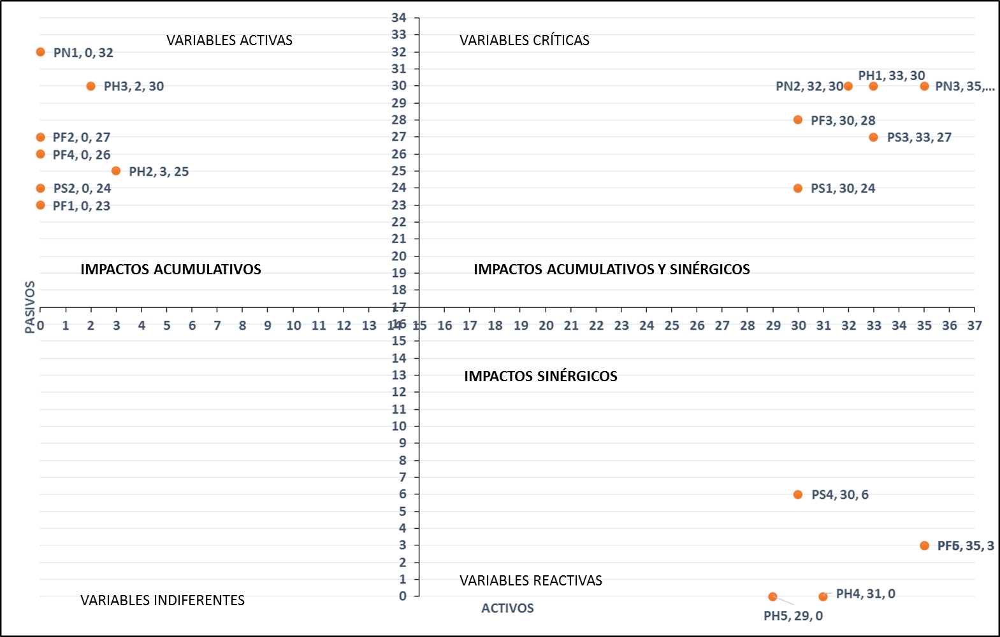 34
33
32
31
30
29
28
27
26
25
24
23
22
21
20
19
18
17
16
15
14
13
12
11
10
9
8
7
6
5
4
3
2
1
0
VARIABLES ACTIVAS
VARIABLES CRÍTICAS
PN1, 0, 32
PH3, 2, 30
PF2, 0, 27
PF4, 0, 26
PH2, 3, 25
PS2, 0, 24
PF1, 0, 23
PH1, 33, 30
PN2, 32, 30
PN3, 35,...
PF3, 30, 28
PS3, 33, 27
PS1, 30, 24
IMPACTOS ACUMULATIVOS
IMPACTOS ACUMULATIVOS Y SINÉRGICOS
PASIVOS
0 1 2 3 4 5 6 7 8 9 10 11 12 13 14 15 16 17 18 19 20 21 22 23 24 25 26 27 28 29 30 31 32 33 34 35 36 37
IMPACTOS SINÉRGICOS
PS4, 30, 6
35, 3
VARIABLES REACTIVAS
VARIABLES INDIFERENTES
ACTIVOS
PH4, 31, 0
PH5, 29, 0